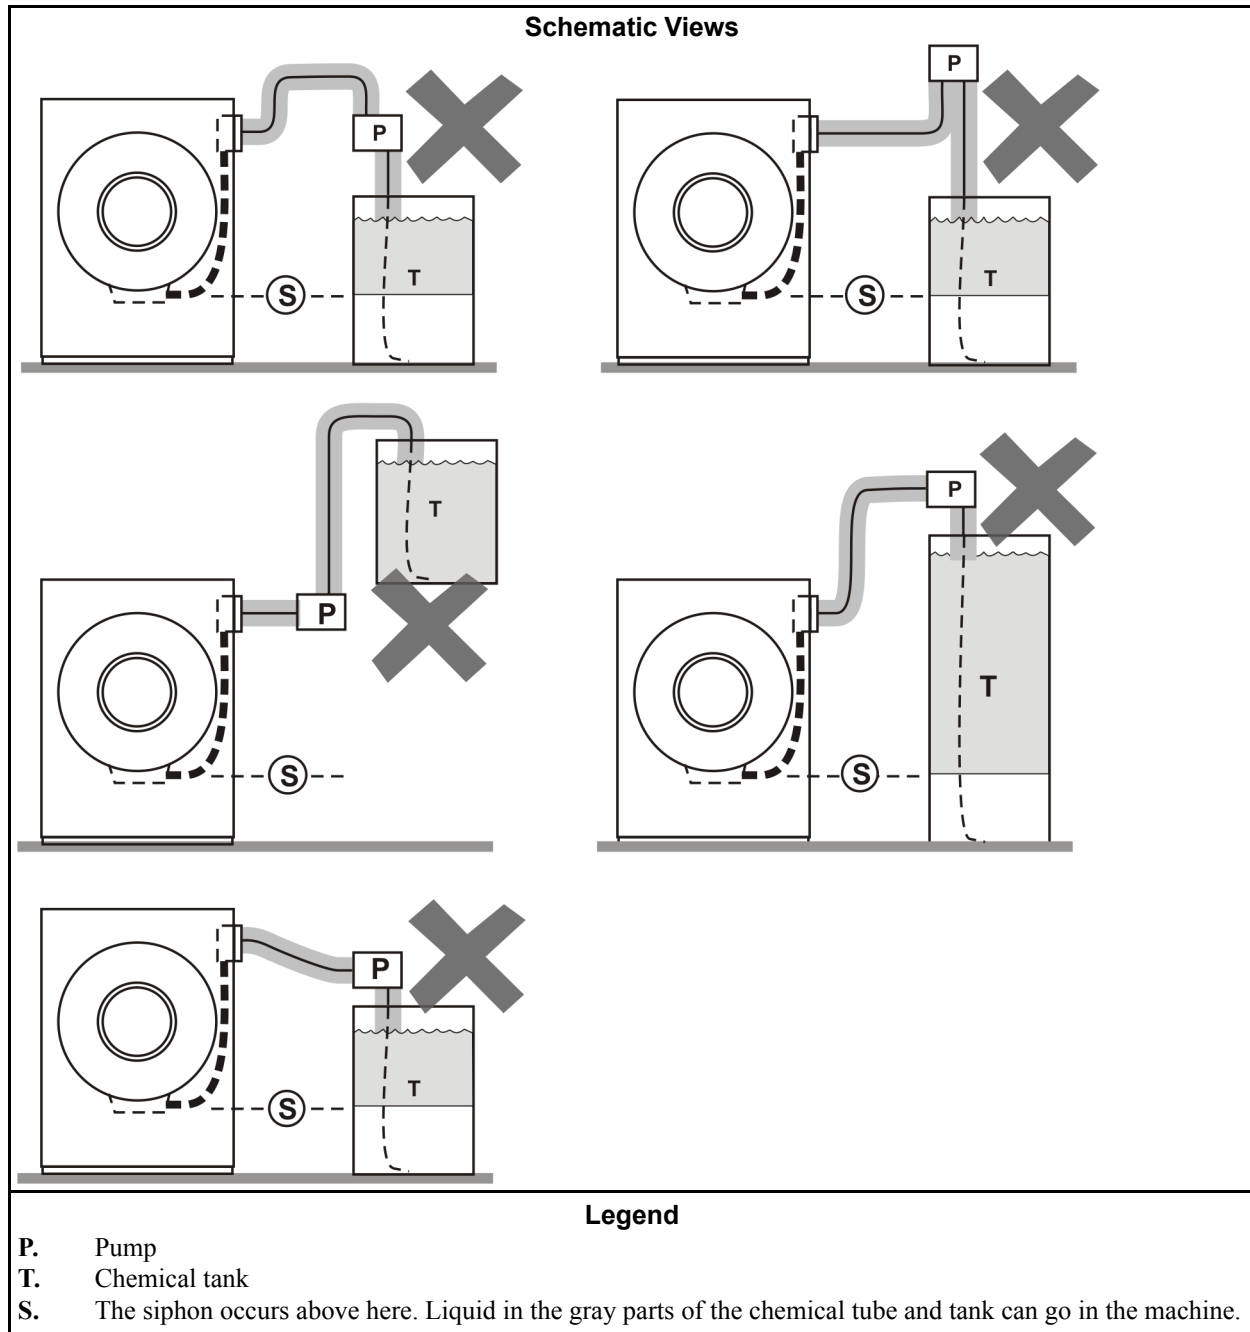 Schematic Views
P
T
S
P
T
S
T
P
S
P
T
S
P
T
S
Legend
P. Pump
T. Chemical tank
S. The siphon occurs above here. Liquid in the gray parts of the chemical tube and tank can go in the machine.